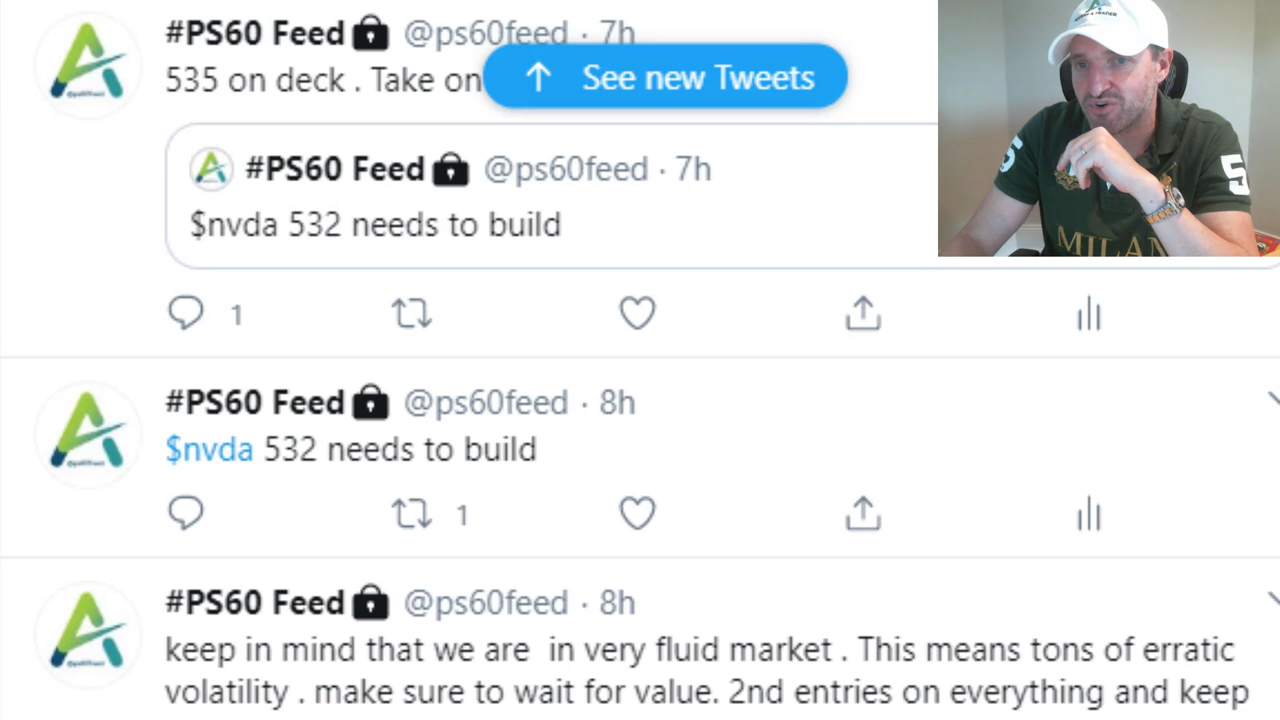 #PS60 Feed @ps60feed · 7h
535 on deck . Take on
See new Tweets
#PS60 Feed @ps60feed · 7h
$nvda 532 needs to build
1
#PS60 Feed @ps60feed · 8h
$nvda 532 needs to build
1
#PS60 Feed @ps60feed · 8h
keep in mind that we are in very fluid market . This means tons of erratic
volatility . make sure to wait for value. 2nd entries on everything and keep
5
5
MILAN